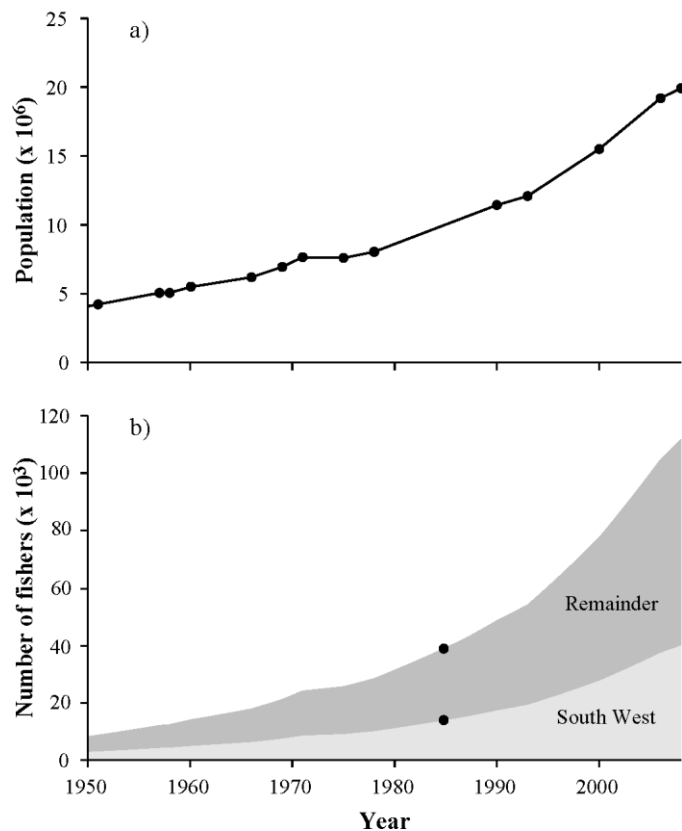 a)
25
20
15
10
5
0
Population (x 10⁶)
b)
120
100
80
60
40
20
0
Number of fishers (x 10³)
Remainder
South West
1950 1960 1970 1980 1990 2000
Year